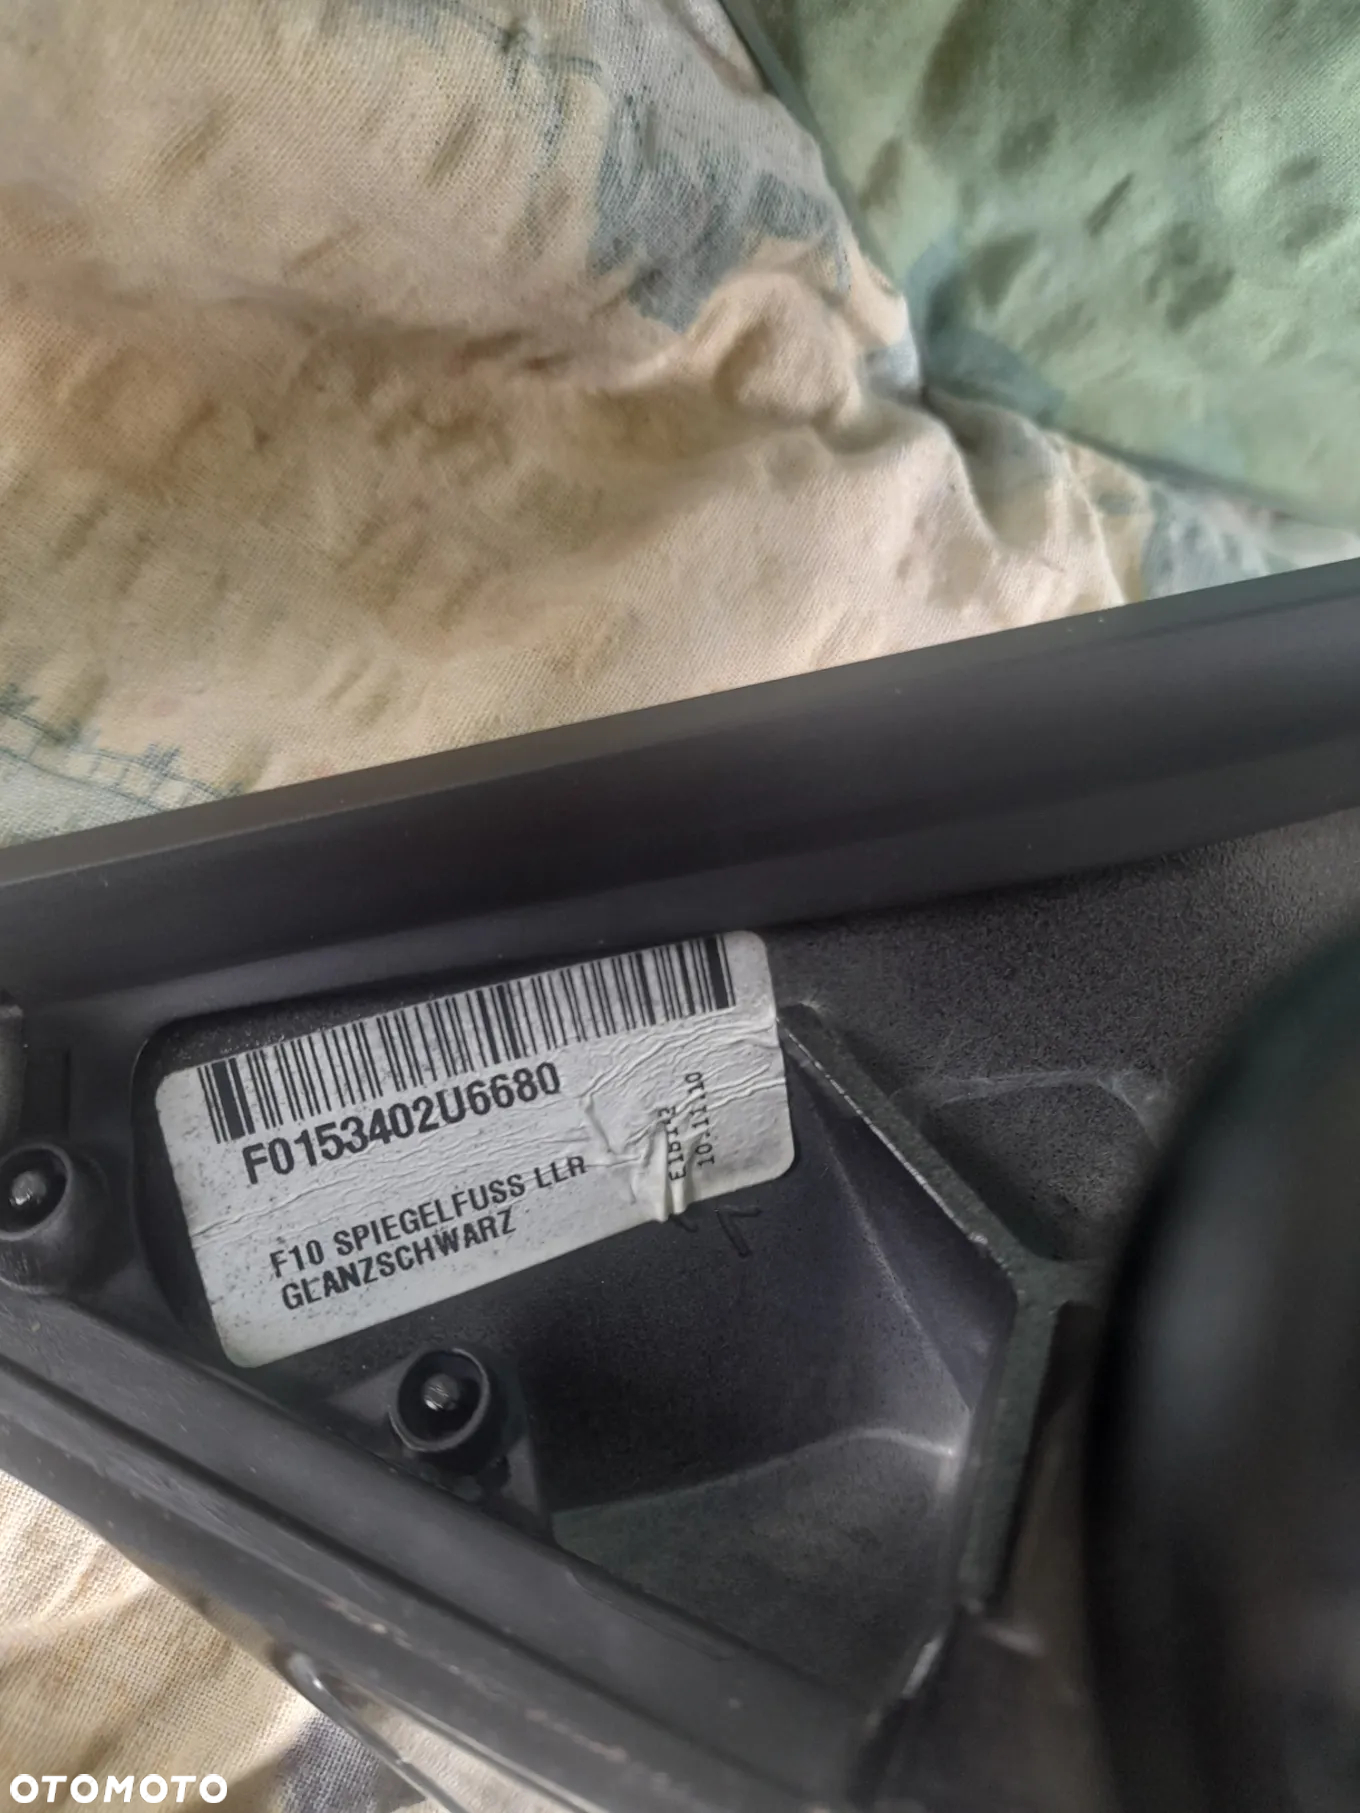 F0153402U6680
F10 SPIEGELFUSS LLR
GLANZSCHWARZ
10.11.10
OTOMOTO